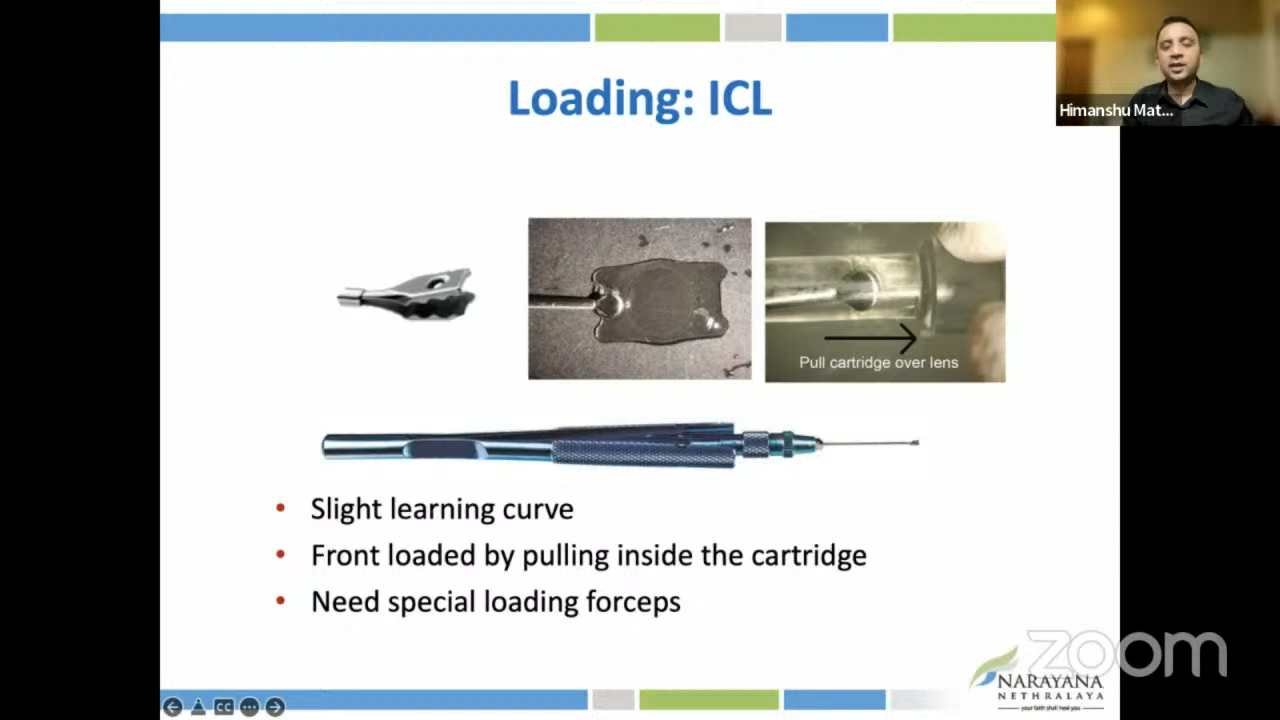 Loading: ICL
Himanshu Mat...
Pull cartridge over lens
• Slight learning curve
• Front loaded by pulling inside the cartridge
• Need special loading forceps
zoom
NARAYANA
NETHRALAYA
your faith shall heal you
CC